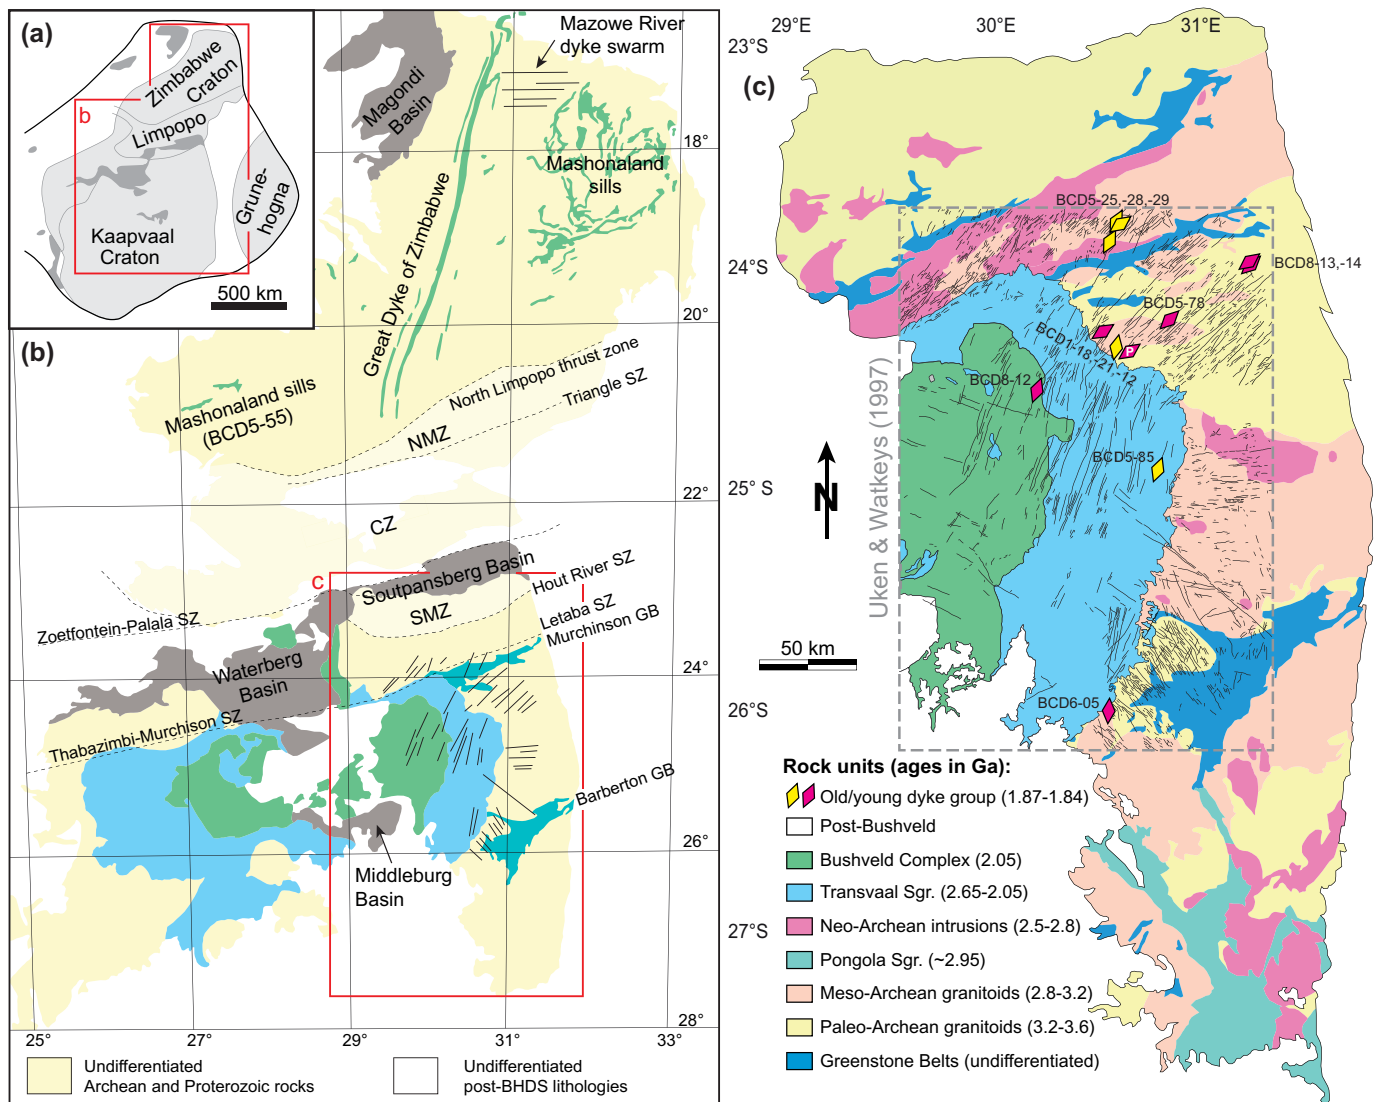 (a)
Zimbabwe
Craton
b
Limpopo
Kaapvaal
Craton
Grune-
hogna
500 km
(b)
Mazowe River
dyke swarm
Magondi
Basin
18°
Mashonaland
sills
Great Dyke of Zimbabwe
20°
North Limpopo thrust zone
Triangle SZ
Mashonaland sills
(BCD5-55)
NMZ
22°
CZ
c
Soutpansberg Basin
Hout River SZ
SMZ
Letaba SZ
Murchinson GB
Zoetfontein-Palala SZ
Waterberg
Basin
24°
Thabazimbi-Murchison SZ
Barberton GB
26°
Middleburg
Basin
28°
25°
27°
29°
31°
33°
Undifferentiated
Archean and Proterozoic rocks
Undifferentiated
post-BHDS lithologies
(c)
29°E
30°E
31°E
23°S
24°S
25° S
26°S
27°S
BCD5-25,-28,-29
BCD8-13,-14
BCD5-78
BCD1-18,-21,-12
P
BCD8-12
BCD5-85
BCD6-05
Uken & Watkeys (1997)
N
50 km
Rock units (ages in Ga):
Old/young dyke group (1.87-1.84)
Post-Bushveld
Bushveld Complex (2.05)
Transvaal Sgr. (2.65-2.05)
Neo-Archean intrusions (2.5-2.8)
Pongola Sgr. (~2.95)
Meso-Archean granitoids (2.8-3.2)
Paleo-Archean granitoids (3.2-3.6)
Greenstone Belts (undifferentiated)